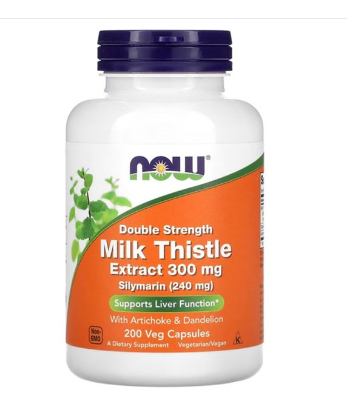 now®
Double Strength
Milk Thistle
Extract 300 mg
Silymarin (240 mg)
Supports Liver Function*
With Artichoke & Dandelion
200 Veg Capsules
Non-
GMO
A Dietary Supplement Vegetarian/Vegan
K